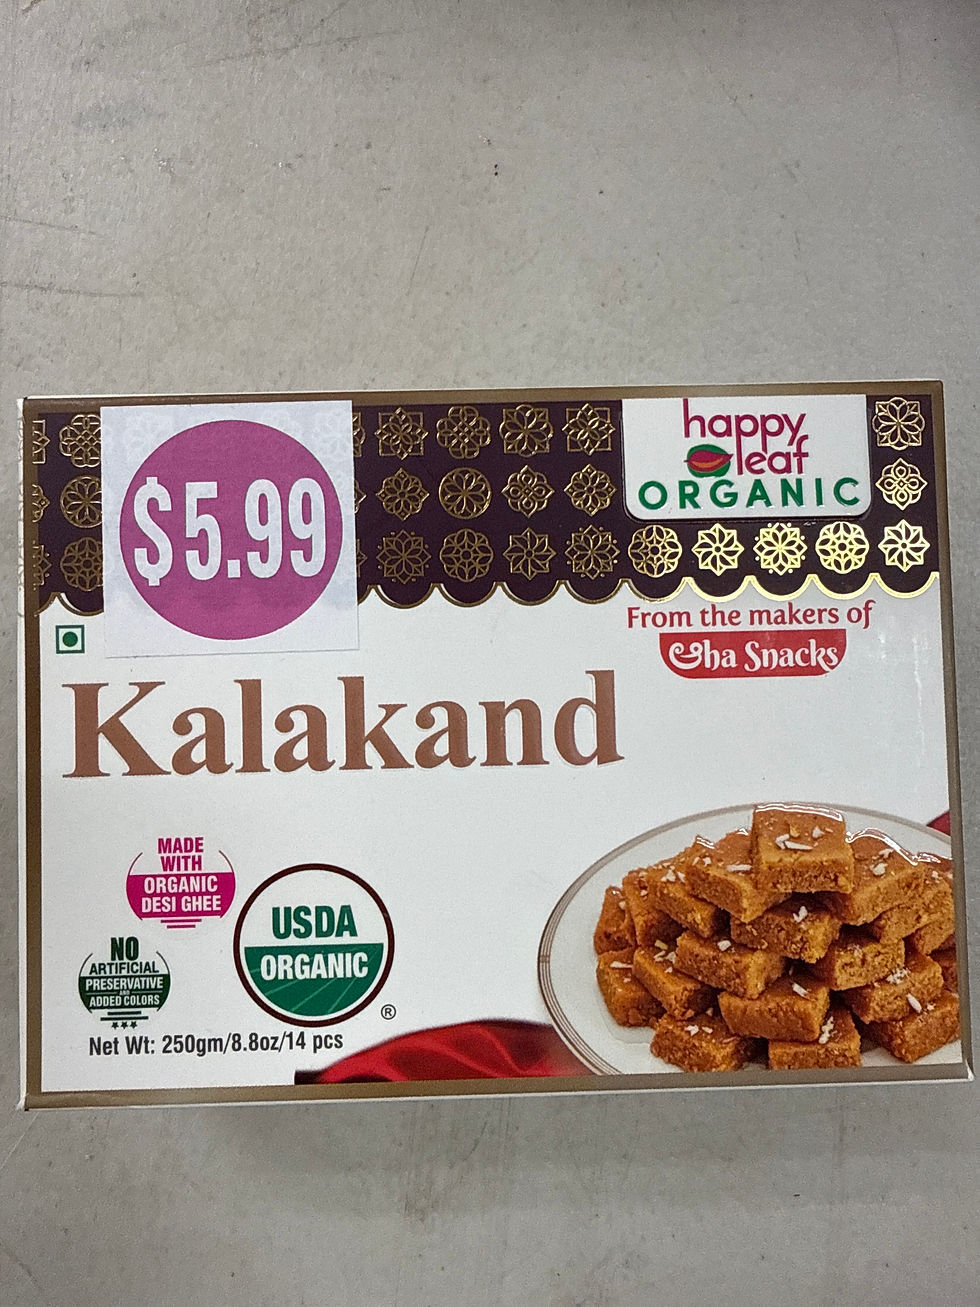 $5.99
happy
leaf
ORGANIC
From the makers of
aha Snacks
Kalakand
MADE
WITH
ORGANIC
DESI GHEE
NO
ARTIFICIAL
PRESERVATIVE
AND
ADDED COLORS
USDA
ORGANIC
®
Net Wt: 250gm/8.8oz/14 pcs